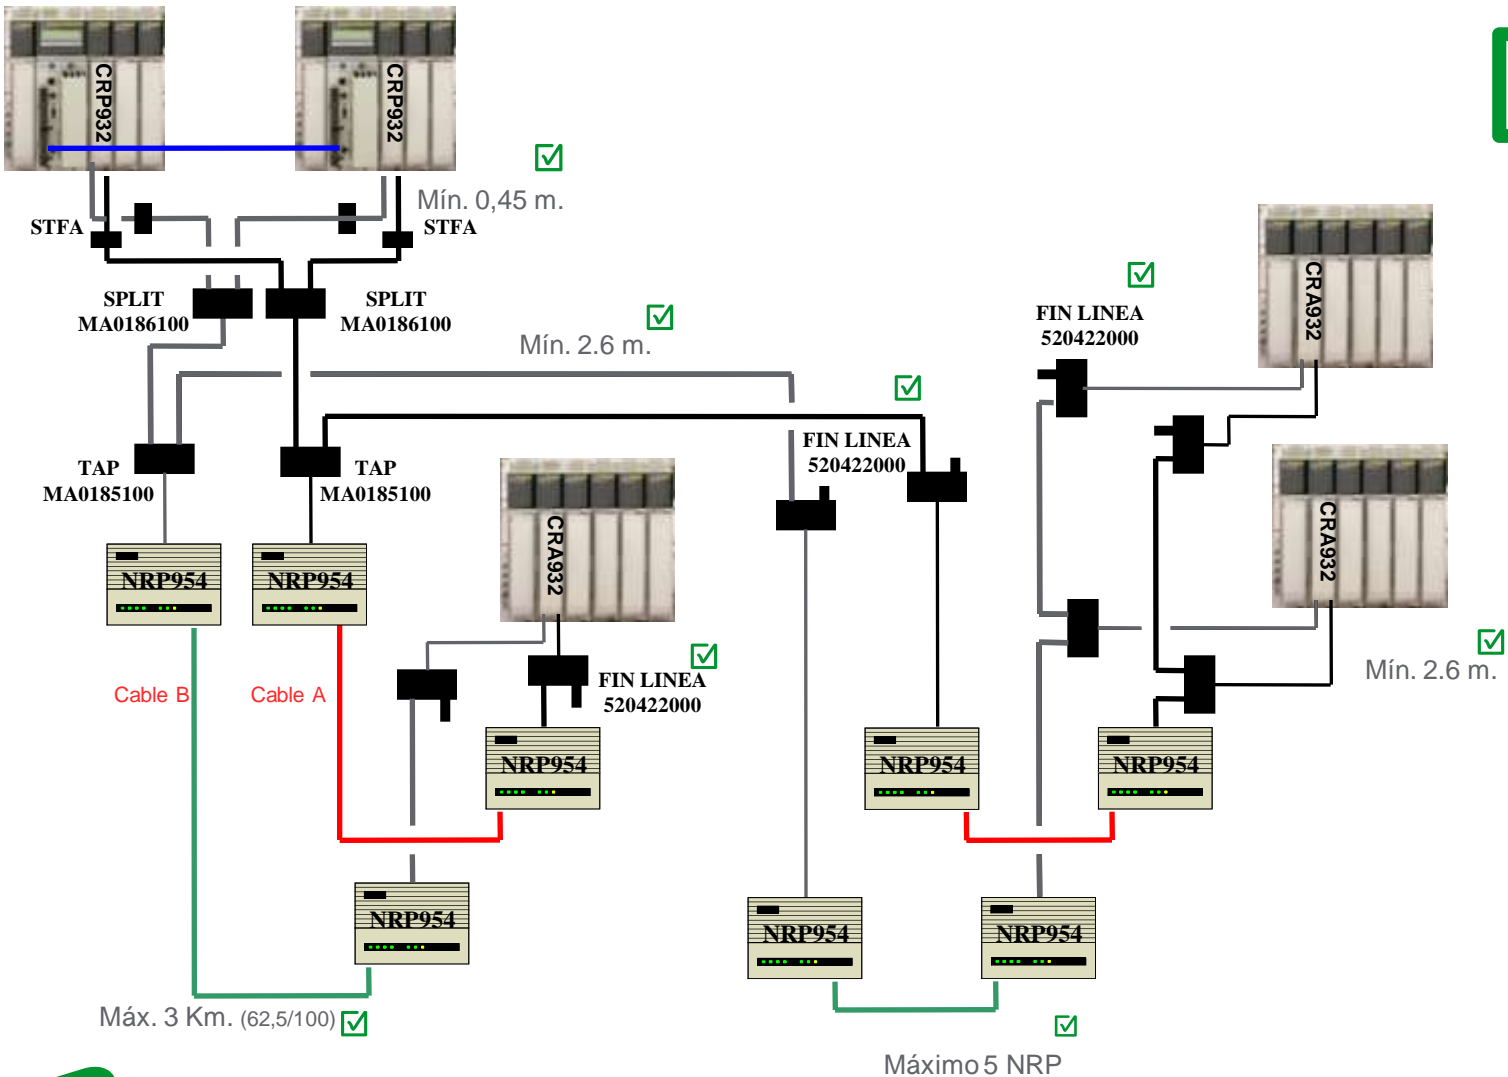 CRP932
CRP932
Mín. 0,45 m.
STFA
STFA
SPLIT
MA0186100
SPLIT
MA0186100
Mín. 2.6 m.
FIN LINEA
520422000
CRA932
TAP
MA0185100
TAP
MA0185100
FIN LINEA
520422000
CRA932
CRA932
NRP954
NRP954
Cable B
Cable A
FIN LINEA
520422000
Mín. 2.6 m.
NRP954
NRP954
NRP954
NRP954
NRP954
NRP954
Máx. 3 Km. (62,5/100)
Máximo 5 NRP